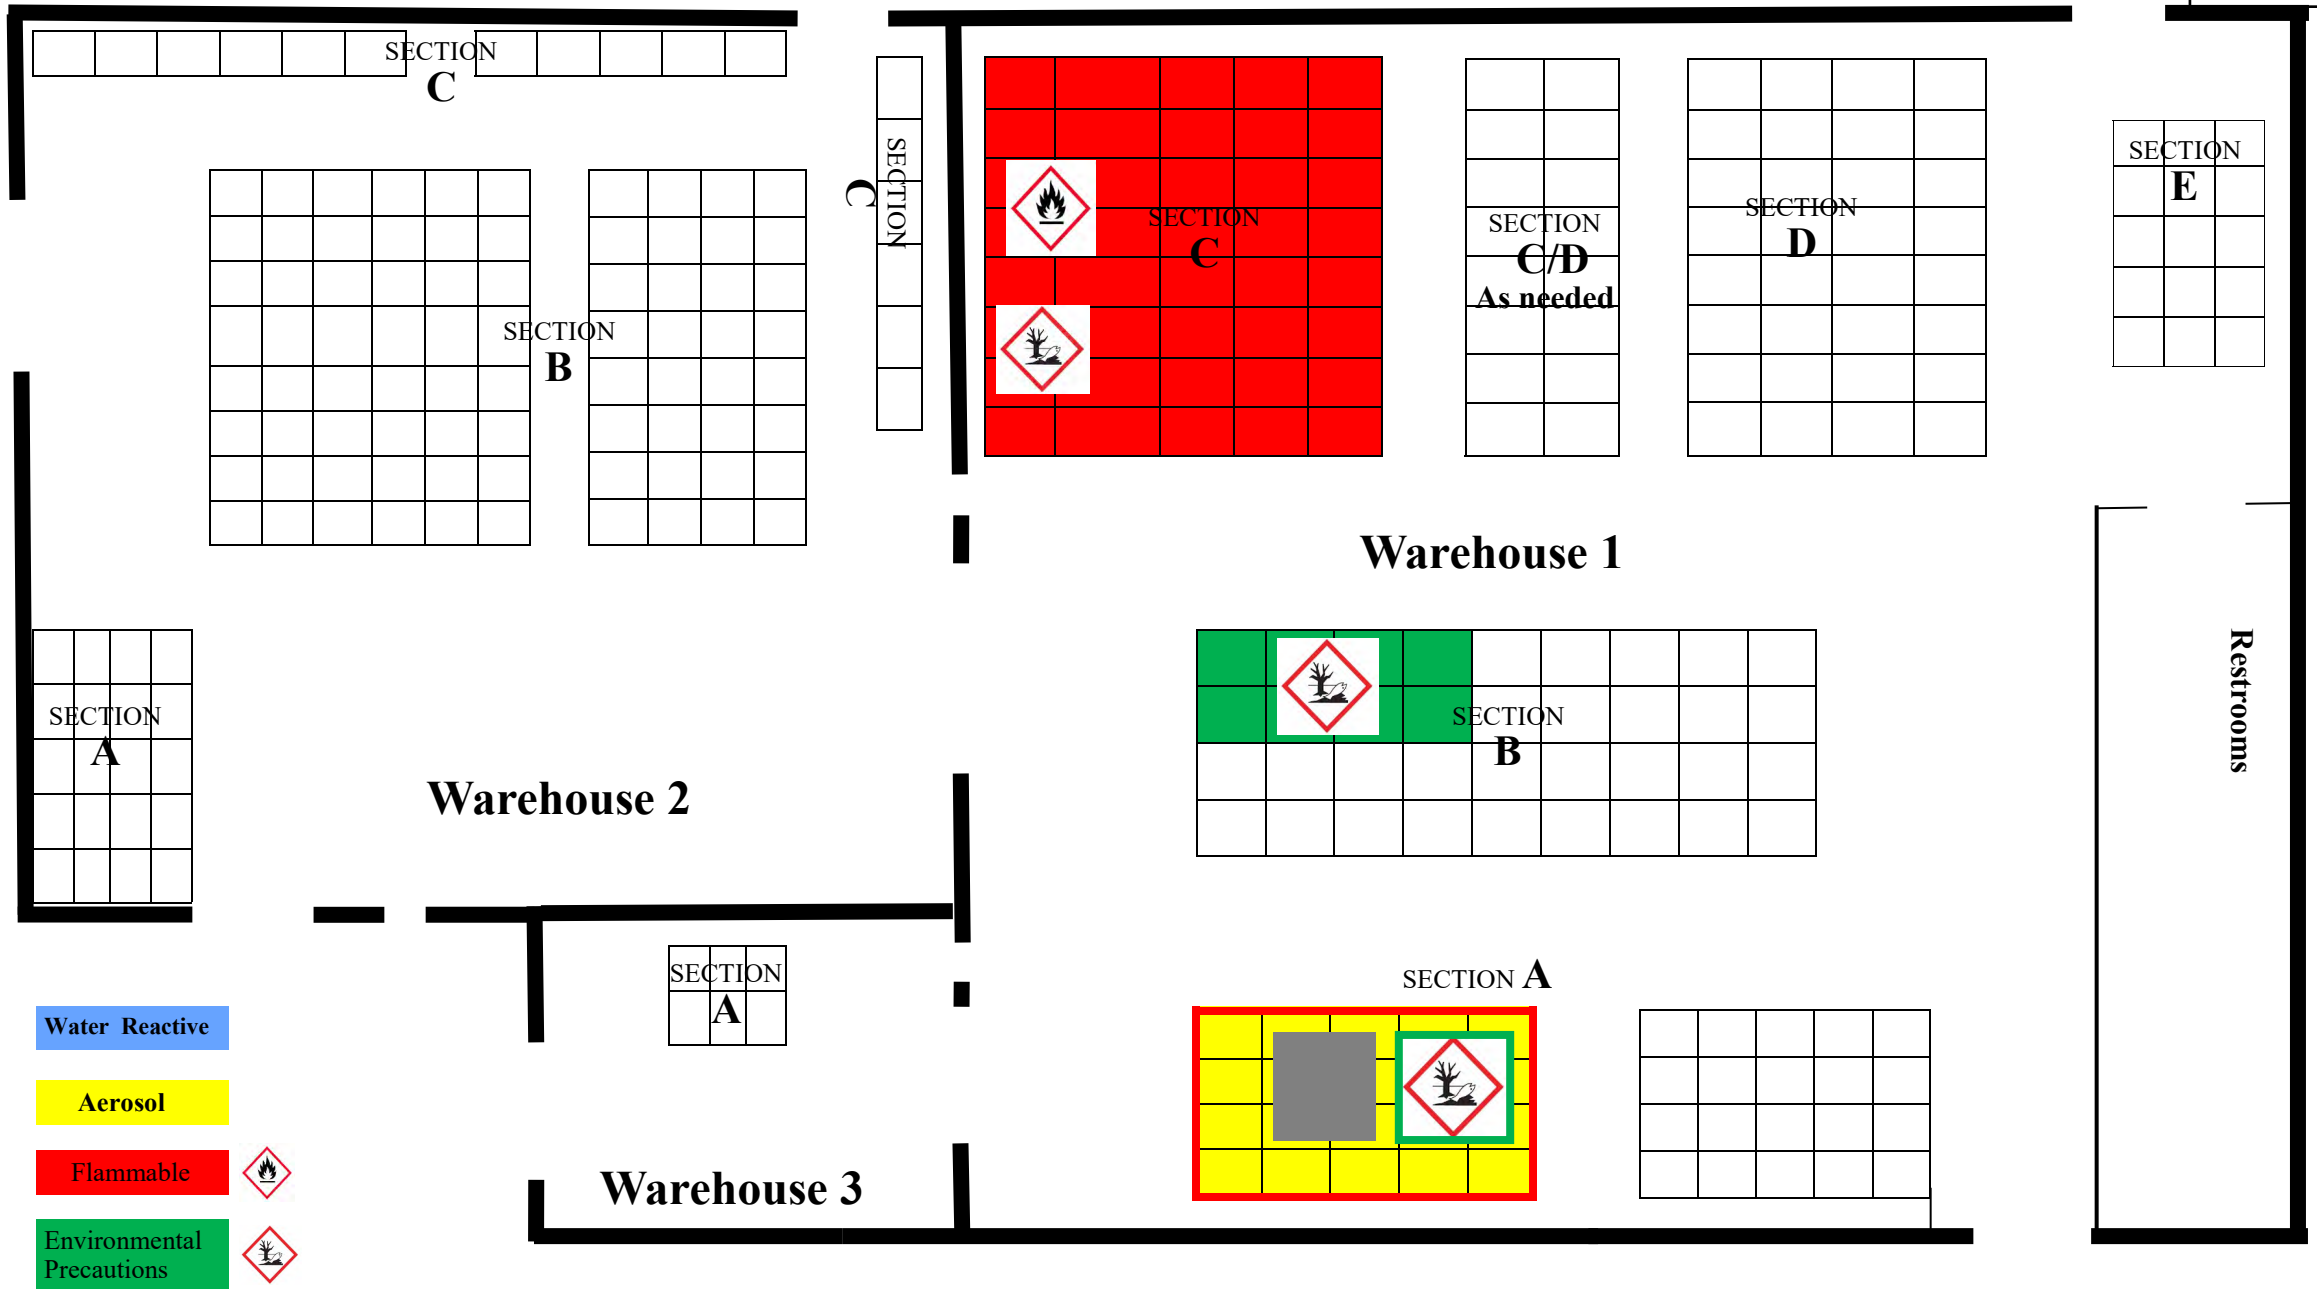 SECTION
C
SECTION
C
SECTION
B
SECTION
A
Warehouse 2
SECTION
C
SECTION
C/D
As needed
SECTION
D
SECTION
E
Warehouse 1
SECTION
B
Restrooms
SECTION A
SECTION
A
Warehouse 3
Water Reactive
Aerosol
Flammable
Environmental
Precautions